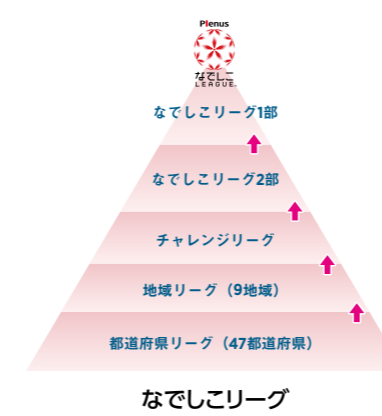 Plenus
なでしこ
LEAGUE
なでしこリーグ1部
なでしこリーグ2部
チャレンジリーグ
地域リーグ（9地域）
都道府県リーグ（47都道府県）
なでしこリーグ